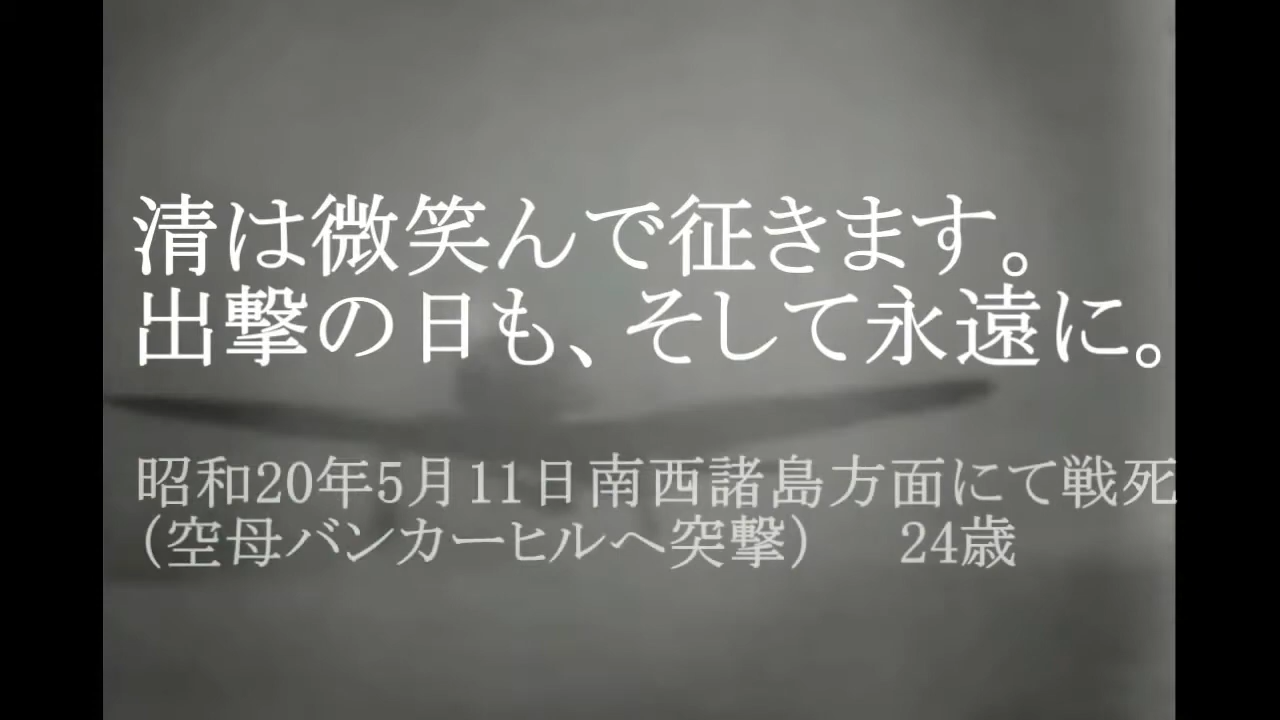 清は微笑んで征きます。
出撃の日も、そして永遠に。
昭和20年5月11日南西諸島方面にて戦死
（空母バンカーヒルへ突撃）　24歳